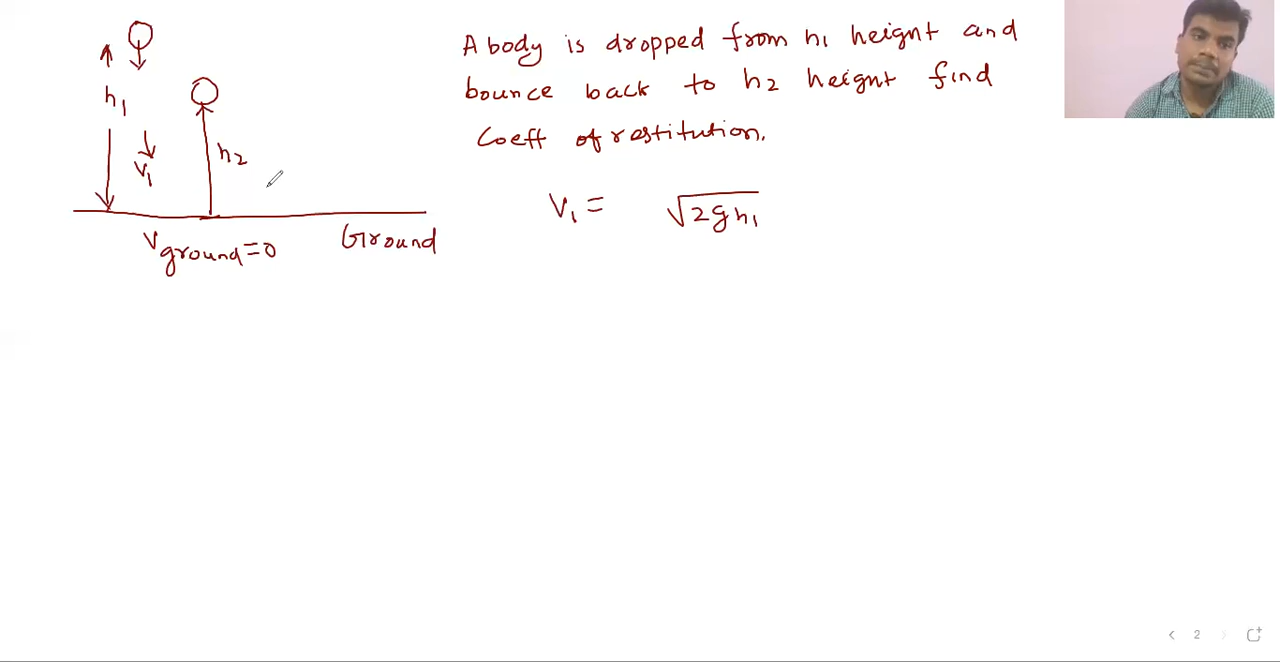 A body is dropped from h1 height and
bounce back to h2 height find
Coeff of restitution.
h1
h2
V1
V1 = √2gh1
Vground=0
Ground
2